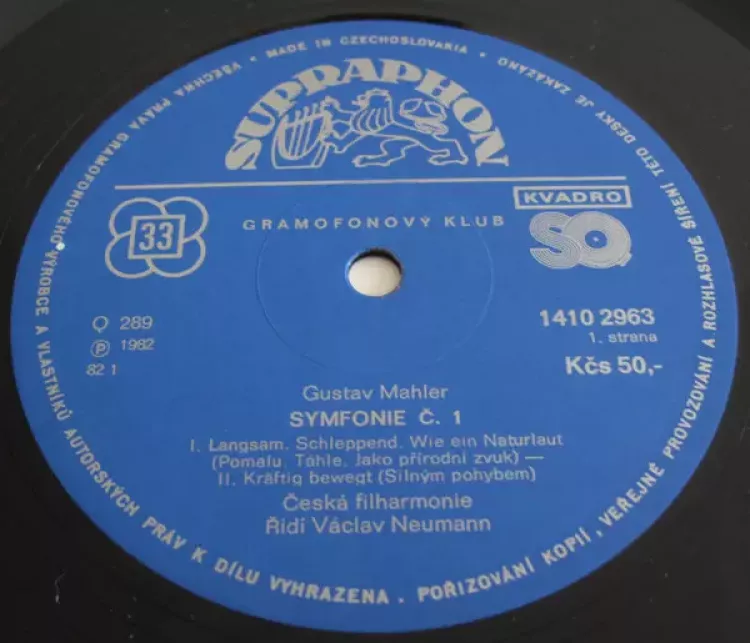 VŠECHNA PRÁVA GRAMOFONOVÉHO VÝROBCE A VLASTNÍKŮ AUTORSKÝCH PRÁV K DÍLU VYHRAZENA . POŘIZOVÁNÍ KOPIÍ, VEŘEJNÉ PROVOZOVÁNÍ A ROZHLASOVÉ ŠÍŘENÍ TÉTO DESKY JE ZAKÁZÁNO • MADE IN CZECHOSLOVAKIA •
SUPRAPHON
33
GRAMOFONOVÝ KLUB
KVADRO
SQ
Q 289
Ⓟ 1982
82 1
1410 2963
1. strana
Kčs 50,-
Gustav Mahler
SYMFONIE Č. 1
I. Langsam. Schleppend. Wie ein Naturlaut
(Pomalu. Táhle. Jako přírodní zvuk) —
II. Kräftig bewegt (Silným pohybem)
Česká filharmonie
Řídí Václav Neumann